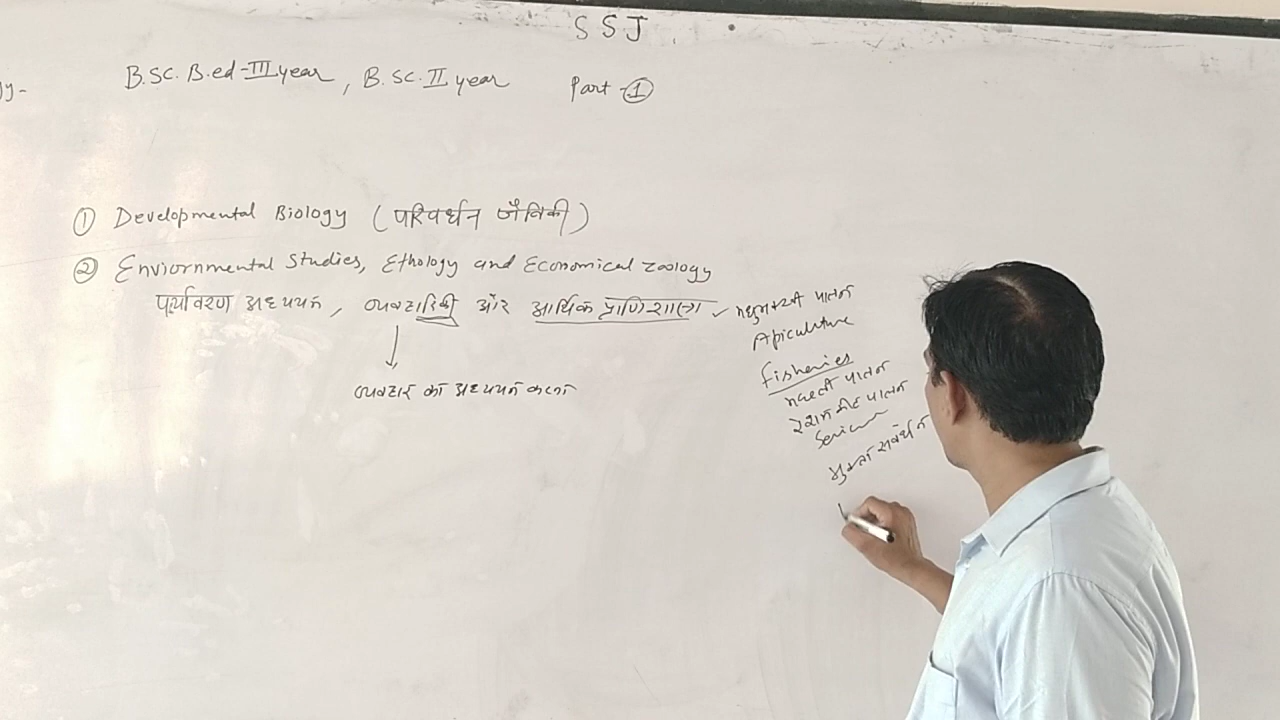 SSJ
B.Sc. B.ed-III year, B.Sc. II year Part-①
① Developmental Biology (परिवर्धन जैविकी)
② Enviornmental Studies, Ethology and Economical Zoology
पर्यावरण अध्ययन, व्यवहारिकी और आर्थिक प्राणिशास्त्र ✓ मधुमक्खी पालन
Apiculture
Fisheries
व्यवहार का अध्ययन करना
मछली पालन
रेशम कीट पालन
मुक्ता संवर्धन